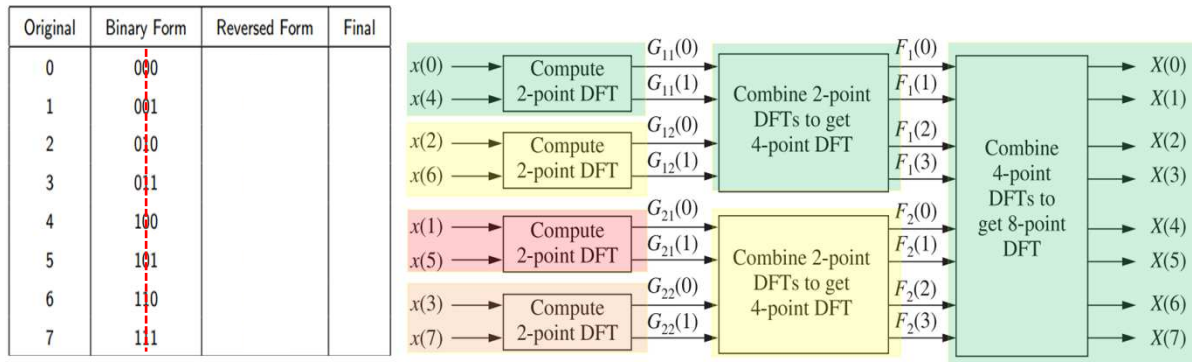 Original Binary Form Reversed Form Final
0 000
1 001
2 010
3 011
4 100
5 101
6 110
7 111
x(0)
x(4)
Compute
2-point DFT
G11(0)
G11(1)
x(2)
x(6)
Compute
2-point DFT
G12(0)
G12(1)
x(1)
x(5)
Compute
2-point DFT
G21(0)
G21(1)
x(3)
x(7)
Compute
2-point DFT
G22(0)
G22(1)
Combine 2-point
DFTs to get
4-point DFT
F1(0)
F1(1)
F1(2)
F1(3)
Combine 2-point
DFTs to get
4-point DFT
F2(0)
F2(1)
F2(2)
F2(3)
Combine
4-point
DFTs to
get 8-point
DFT
X(0)
X(1)
X(2)
X(3)
X(4)
X(5)
X(6)
X(7)